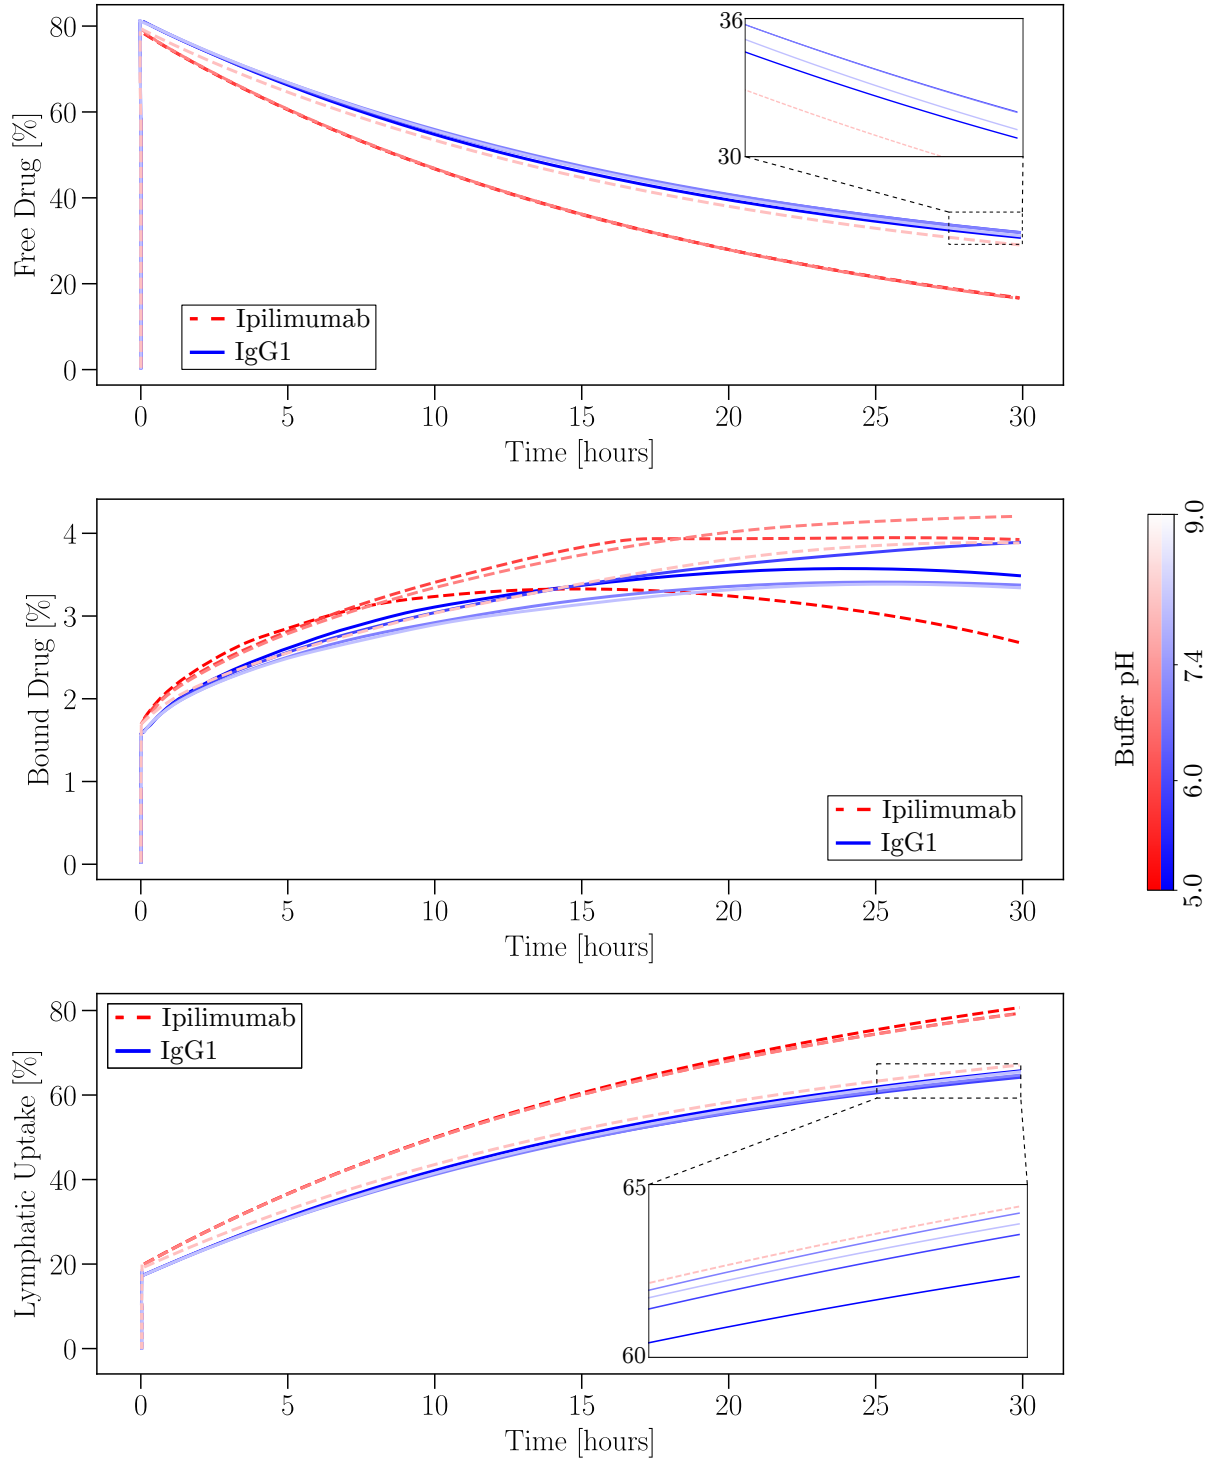 80
60
40
20
0
Free Drug [%]
36
30
Ipilimumab
IgG1
0 5 10 15 20 25 30
Time [hours]
4
3
2
1
0
Bound Drug [%]
Ipilimumab
IgG1
0 5 10 15 20 25 30
Time [hours]
Buffer pH
9.0
7.4
6.0
5.0
80
60
40
20
0
Lymphatic Uptake [%]
Ipilimumab
IgG1
65
60
0 5 10 15 20 25 30
Time [hours]